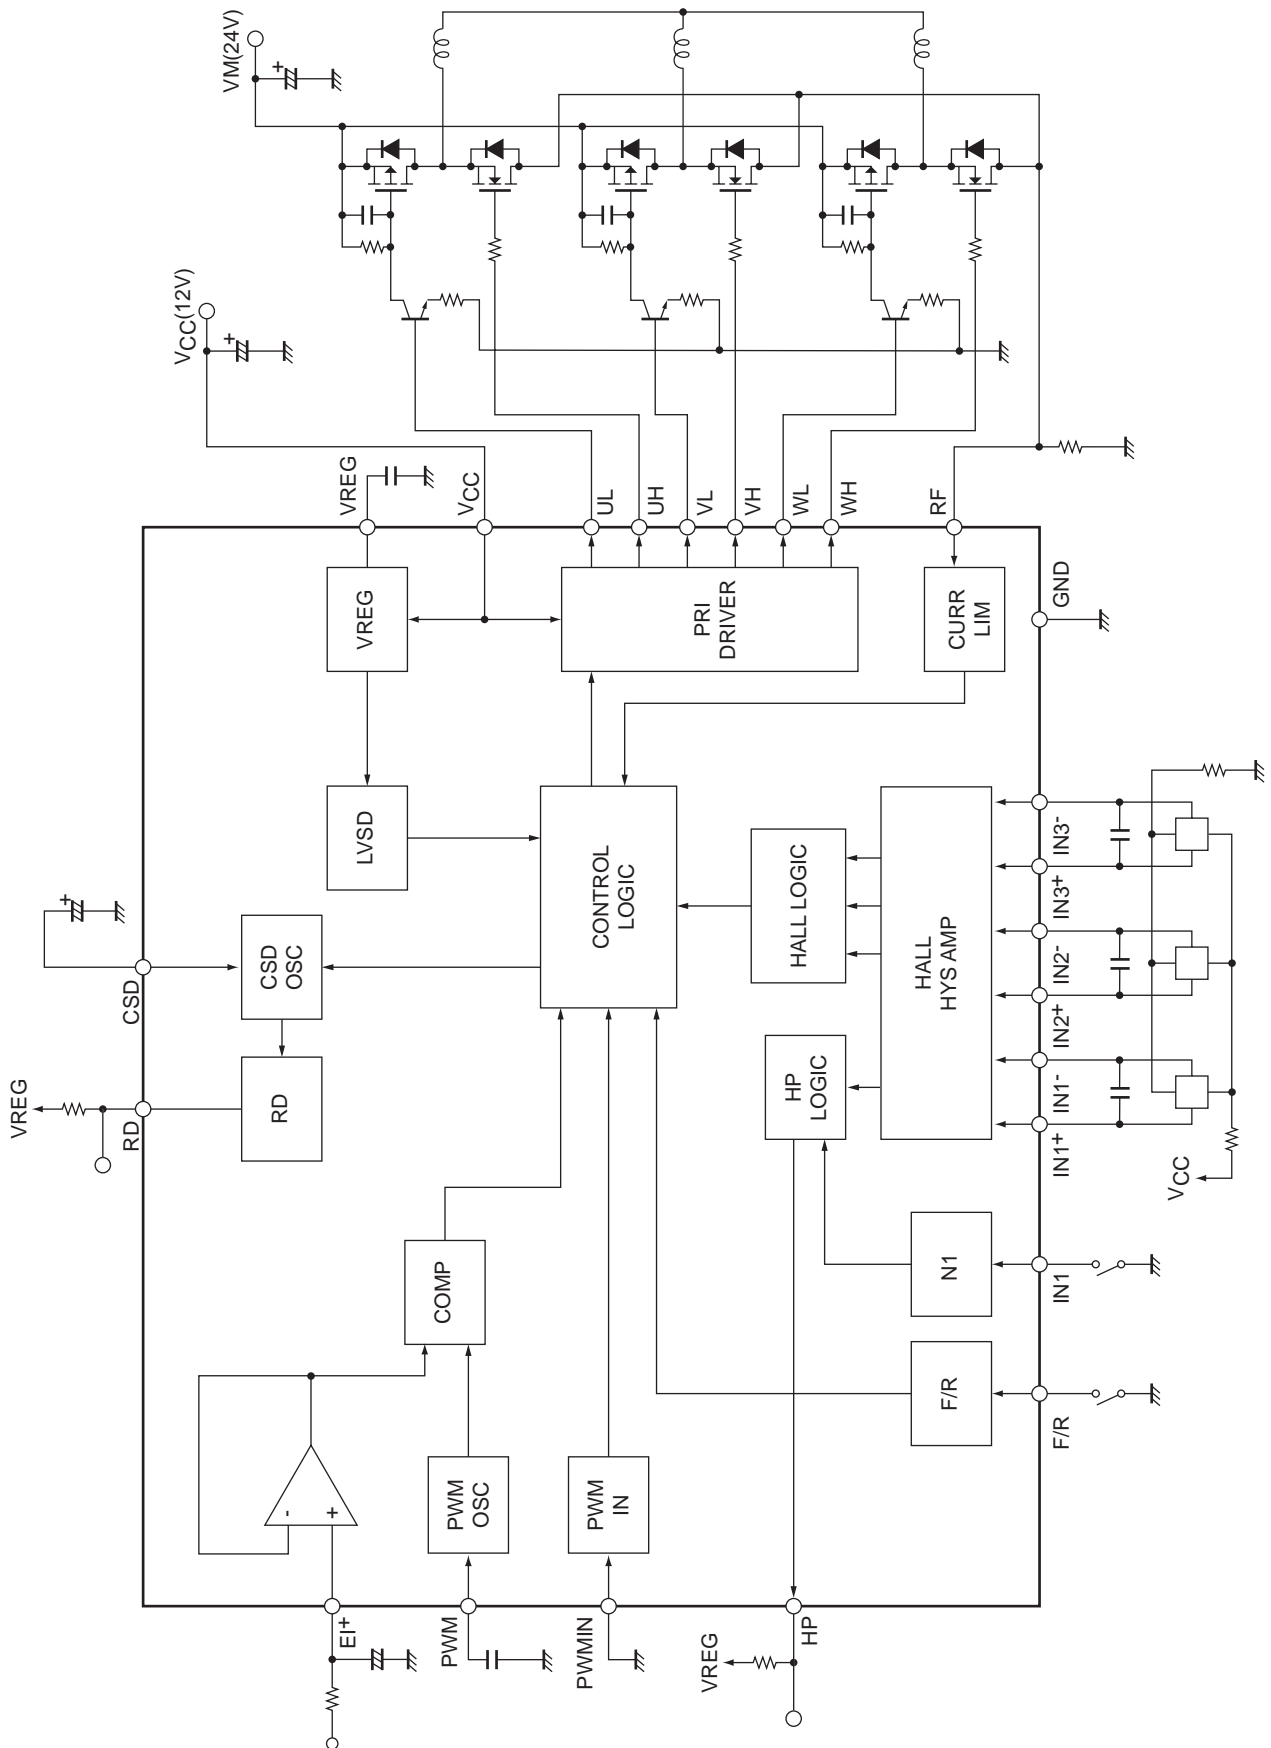 VM(24V)
+
VCC(12V)
+
VREG
VCC
UL
UH
VL
VH
WL
WH
RF
GND
VREG
PRI
DRIVER
CURR
LIM
LVSD
CONTROL
LOGIC
HALL LOGIC
HALL
HYS AMP
IN3-
IN3+
IN2-
IN2+
IN1-
IN1+
VCC
+
CSD
CSD
OSC
RD
VREG
RD
HP
LOGIC
COMP
N1
IN1
F/R
F/R
-
+
PWM
OSC
PWM
IN
EI+
PWM
PWMIN
VREG
HP